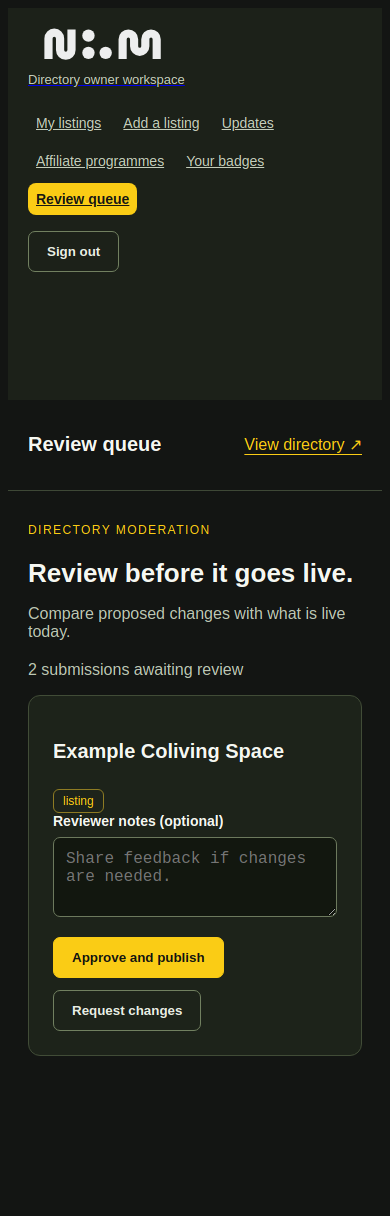 N:.M
Directory owner workspace
My listings Add a listing Updates
Affiliate programmes Your badges
Review queue
Sign out
Review queue View directory ↗
DIRECTORY MODERATION
Review before it goes live.
Compare proposed changes with what is live
today.
2 submissions awaiting review
Example Coliving Space
listing
Reviewer notes (optional)
Share feedback if changes
are needed.
Approve and publish
Request changes